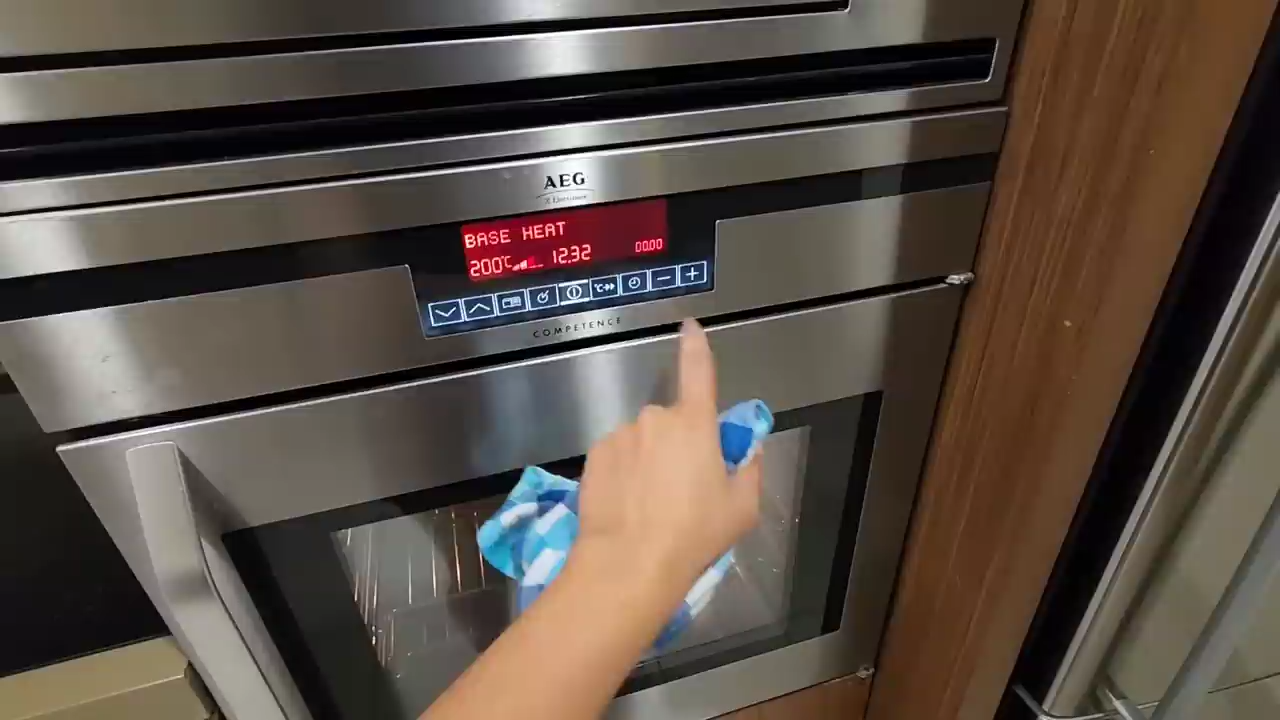 AEG
BASE HEAT
200°C 12.32 00.00
°C
COMPETENCE